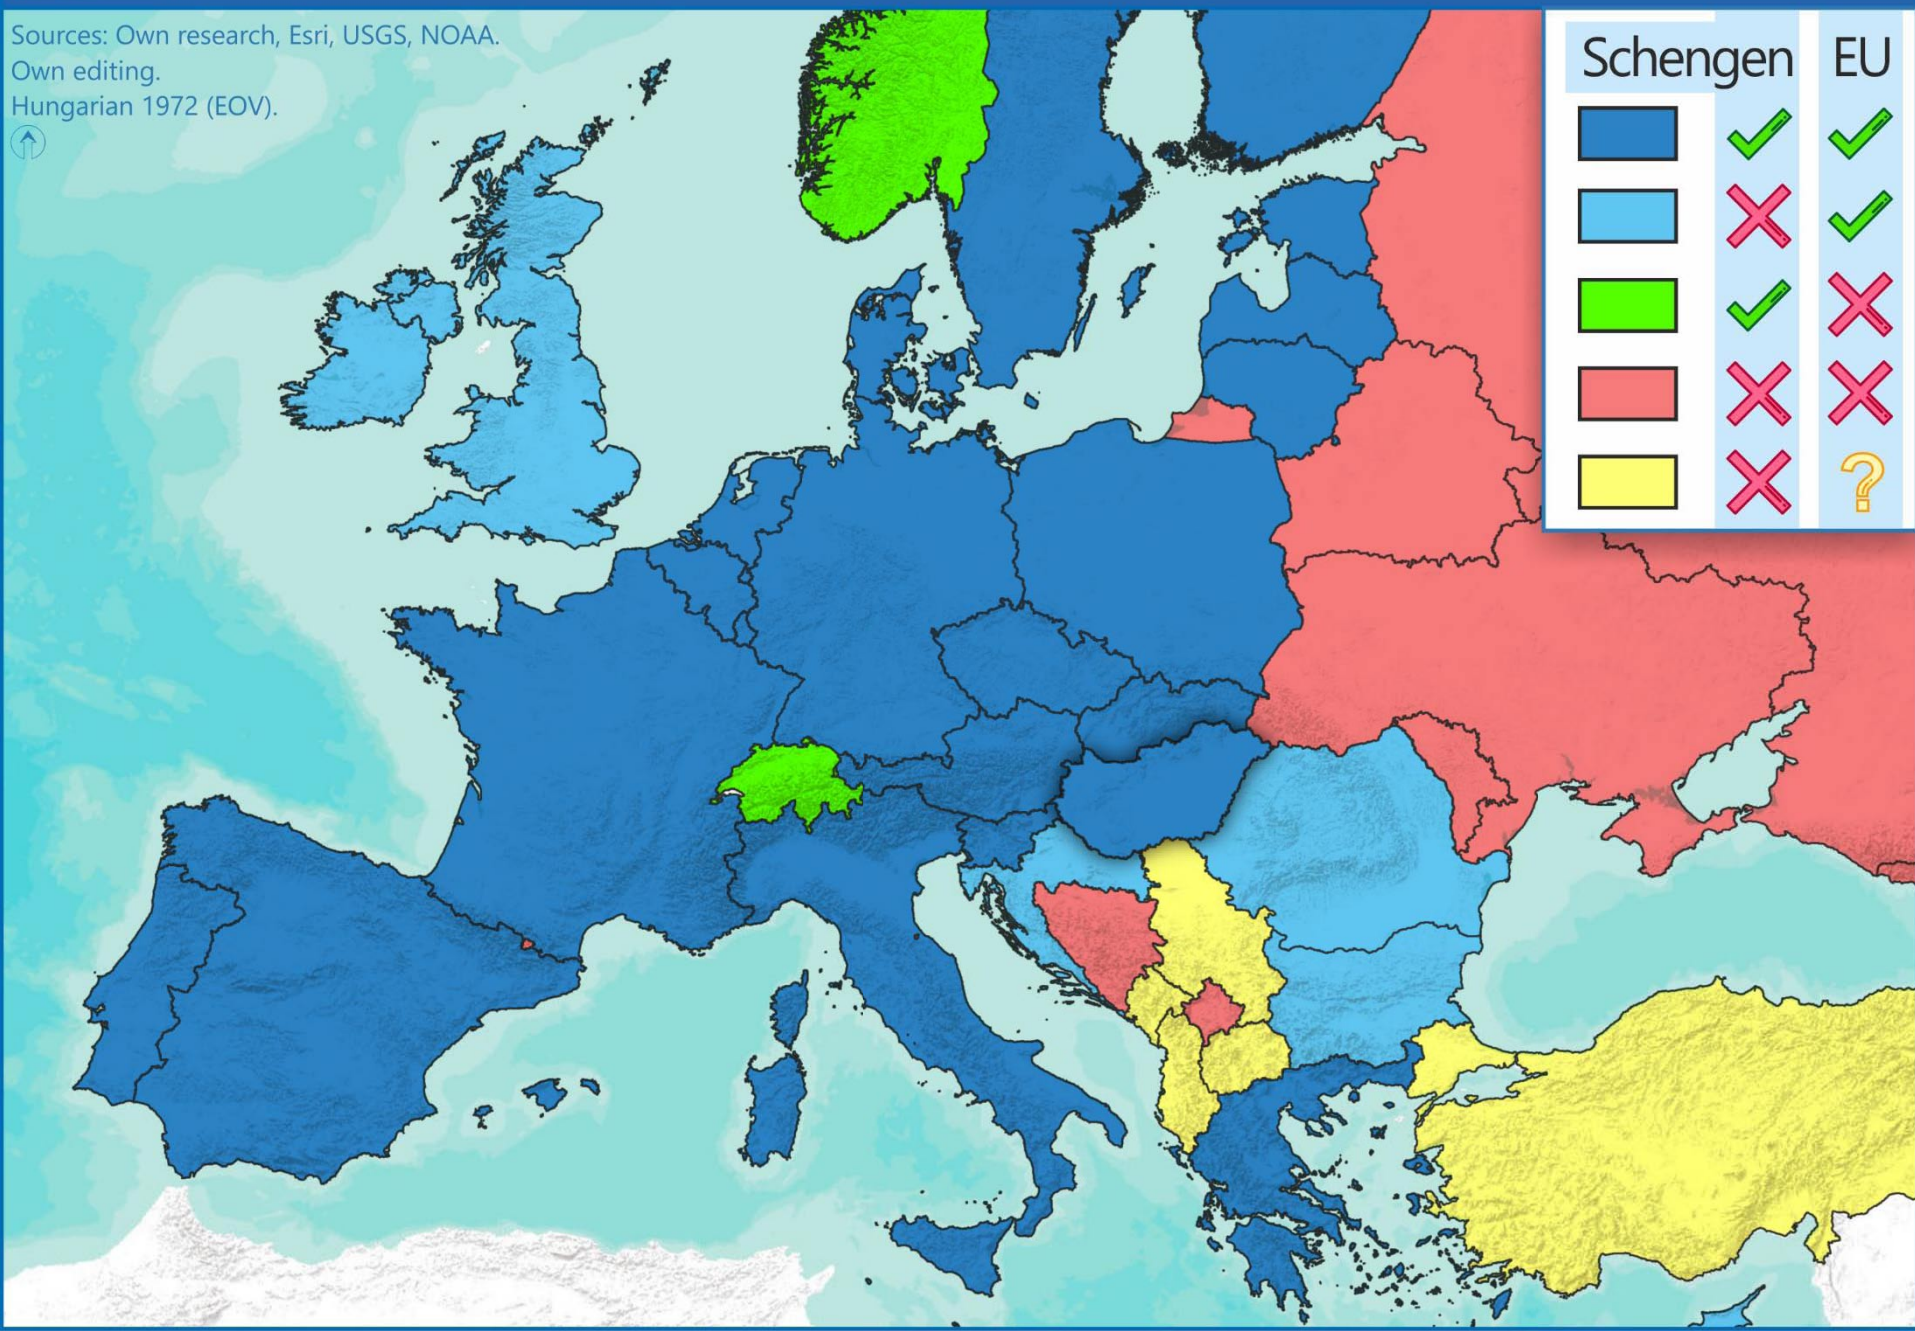 Sources: Own research, Esri, USGS, NOAA.
Own editing.
Hungarian 1972 (EOV).
Schengen EU
?